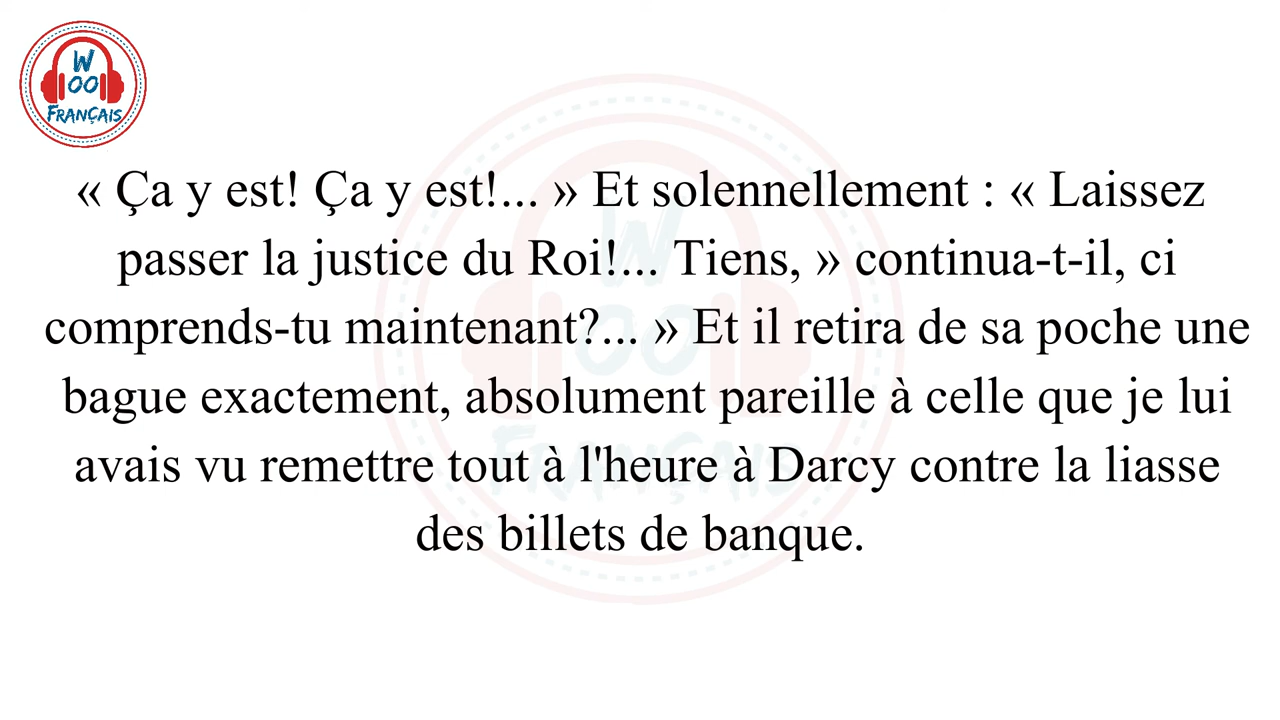 W
OO
FRANÇAIS
« Ça y est! Ça y est!... » Et solennellement : « Laissez
passer la justice du Roi!... Tiens, » continua-t-il, ci
comprends-tu maintenant?... » Et il retira de sa poche une
bague exactement, absolument pareille à celle que je lui
avais vu remettre tout à l'heure à Darcy contre la liasse
des billets de banque.